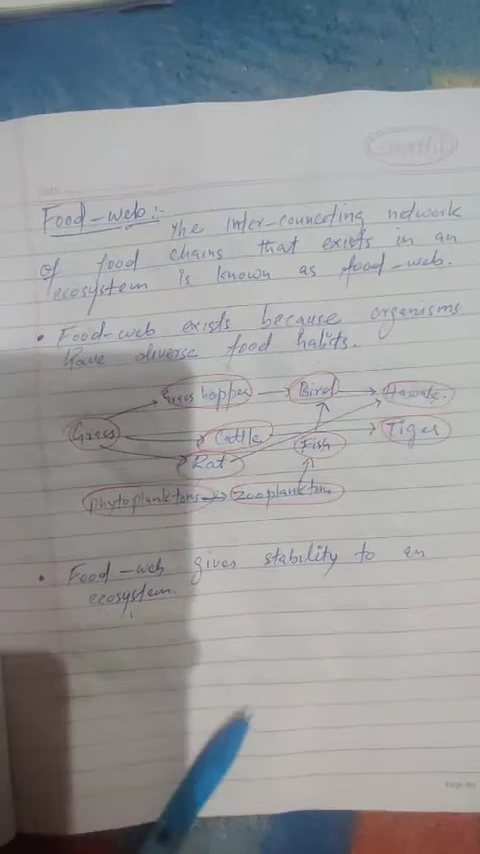 Food-web:- The inter-connecting network
of food chains that exists in an
ecosystem is known as food-web.
• Food-web exists because organisms
have diverse food habits.
Grass hopper → Bird → Hawk.
Grass Cattle Tiger
Fish
Rat
Phytoplanktons → Zooplanktons
• Food-web gives stability to an
ecosystem.